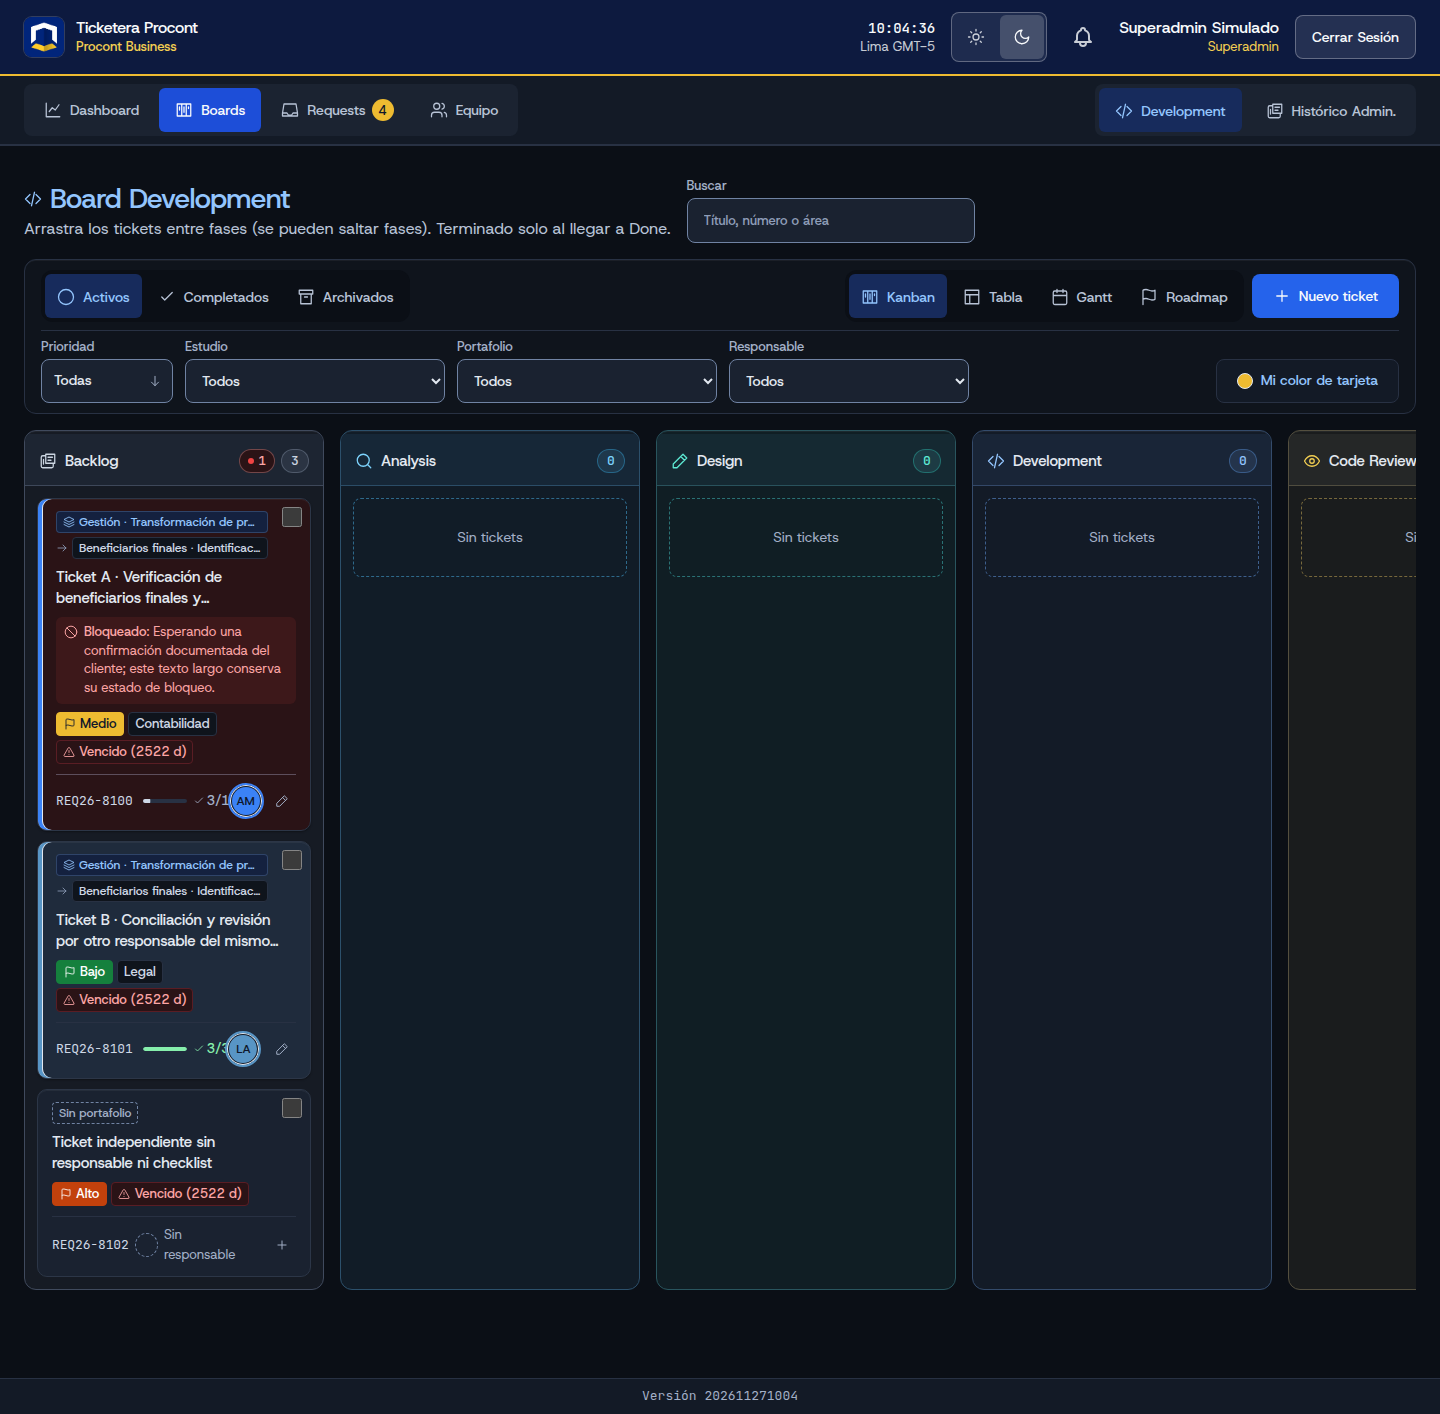 Ticketera Procont
Procont Business
10:04:36
Lima GMT-5
Superadmin Simulado
Superadmin
Cerrar Sesión
Dashboard
Boards
Requests 4
Equipo
Development
Histórico Admin.
Board Development
Arrastra los tickets entre fases (se pueden saltar fases). Terminado solo al llegar a Done.
Buscar
Título, número o área
Activos
Completados
Archivados
Kanban
Tabla
Gantt
Roadmap
Nuevo ticket
Prioridad
Todas
Estudio
Todos
Portafolio
Todos
Responsable
Todos
Mi color de tarjeta
Backlog 1 3
Gestión · Transformación de pr...
Beneficiarios finales · Identificac...
Ticket A · Verificación de
beneficiarios finales y...
Bloqueado: Esperando una
confirmación documentada del
cliente; este texto largo conserva
su estado de bloqueo.
Medio
Contabilidad
Vencido (2522 d)
REQ26-8100
3/1
AM
Gestión · Transformación de pr...
Beneficiarios finales · Identificac...
Ticket B · Conciliación y revisión
por otro responsable del mismo...
Bajo
Legal
Vencido (2522 d)
REQ26-8101
3/3
LA
Sin portafolio
Ticket independiente sin
responsable ni checklist
Alto
Vencido (2522 d)
REQ26-8102
Sin
responsable
Analysis 0
Sin tickets
Design 0
Sin tickets
Development 0
Sin tickets
Code Review
Si
Versión 202611271004